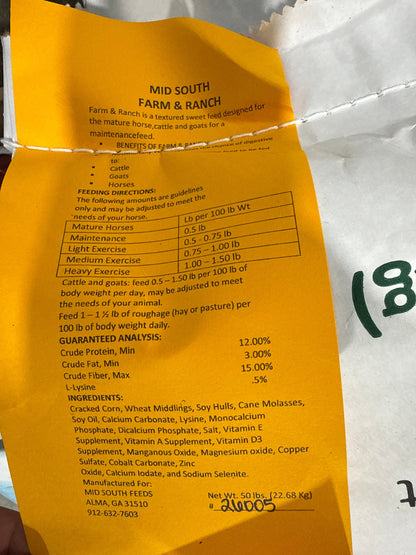 MID SOUTH
FARM & RANCH
Farm & Ranch is a textured sweet feed designed for
the mature horse,cattle and goats for a
maintenancefeed.
• BENEFITS OF FARM & digestive
to:
• Cattle
• Goats
• Horses
FEEDING DIRECTIONS:
The following amounts are guidelines
only and may be adjusted to meet the
needs of your horse.
Lb per 100 lb Wt
Mature Horses 0.5 lb
Maintenance 0.5 - 0.75 lb
Light Exercise 0.75 – 1.00 lb
Medium Exercise 1.00 - 1.50 lb
Heavy Exercise
Cattle and goats: feed 0.5 – 1.50 lb per 100 lb of
body weight per day, may be adjusted to meet
the needs of your animal.
Feed 1 – 1 ½ lb of roughage (hay or pasture) per
100 lb of body weight daily.
GUARANTEED ANALYSIS:
Crude Protein, Min 12.00%
Crude Fat, Min 3.00%
Crude Fiber, Max 15.00%
L-Lysine .5%
INGREDIENTS:
Cracked Corn, Wheat Middlings, Soy Hulls, Cane Molasses,
Soy Oil, Calcium Carbonate, Lysine, Monocalcium
Phosphate, Dicalcium Phosphate, Salt, Vitamin E
Supplement, Vitamin A Supplement, Vitamin D3
Supplement, Manganous Oxide, Magnesium oxide, Copper
Sulfate, Cobalt Carbonate, Zinc
Oxide, Calcium Iodate, and Sodium Selenite.
Manufactured For:
MID SOUTH FEEDS
ALMA, GA 31510
912-632-7603
Net Wt. 50 lbs. (22.68 Kg)
# 26005